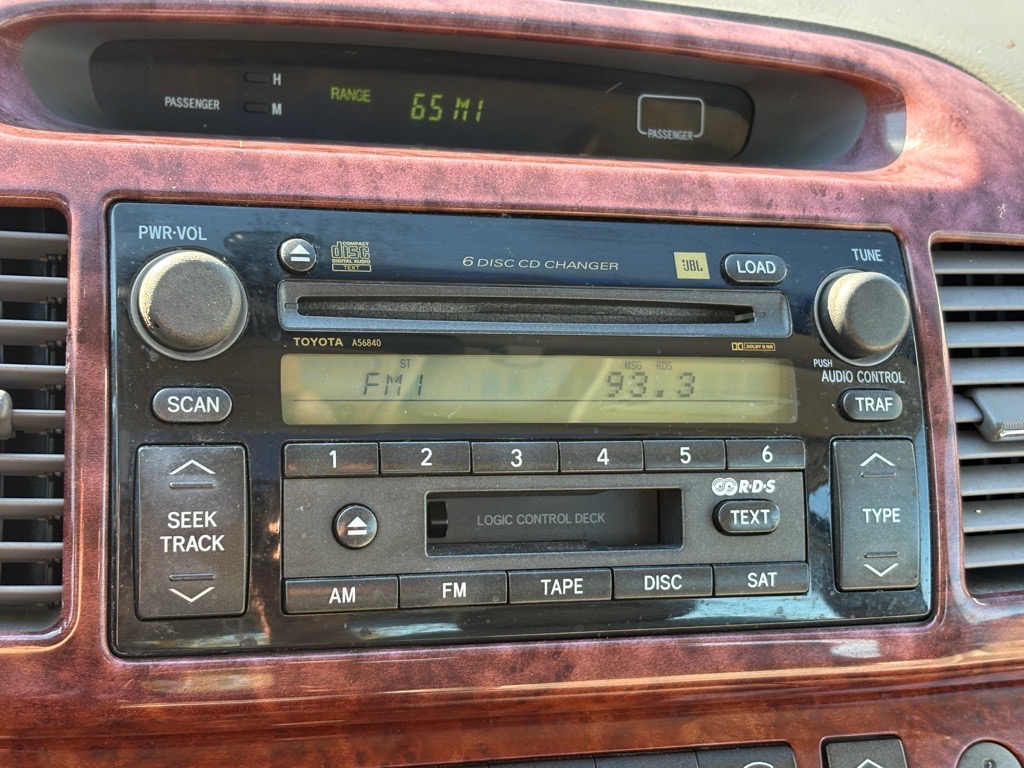 H
PASSENGER M
RANGE 65 MI
PASSENGER
PWR·VOL
COMPACT
disc
DIGITAL AUDIO
TEXT
6 DISC CD CHANGER
JBL
LOAD
TUNE
TOYOTA A56840
DOLBY B NR
PUSH
AUDIO CONTROL
ST
MSG RDS
FM1 93.3
SCAN
TRAF
1 2 3 4 5 6
R·D·S
SEEK
TRACK
LOGIC CONTROL DECK
TEXT
TYPE
AM FM TAPE DISC SAT